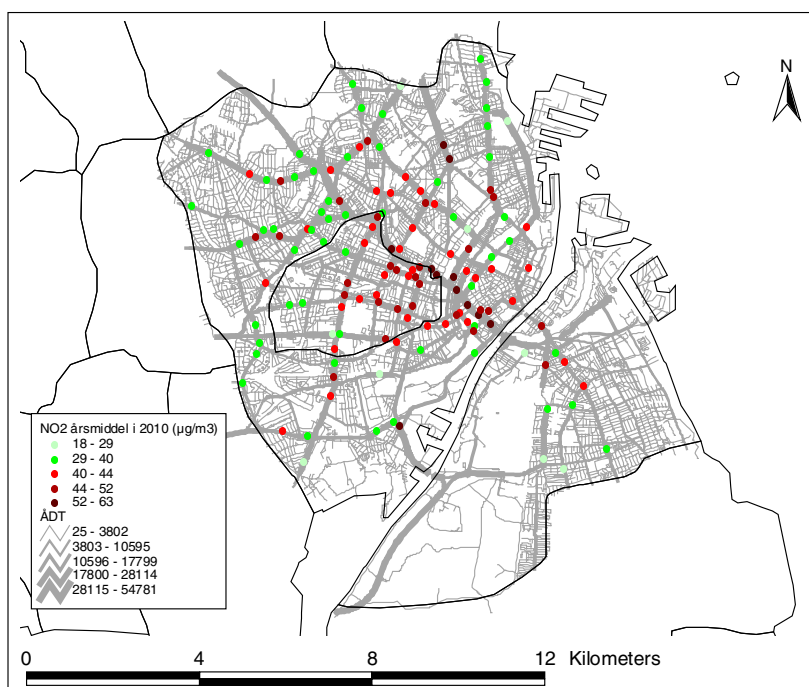 N
NO2 årsmiddel i 2010 (µg/m3)
18 - 29
29 - 40
40 - 44
44 - 52
52 - 63
ÅDT
25 - 3802
3803 - 10595
10596 - 17799
17800 - 28114
28115 - 54781
0 4 8 12 Kilometers